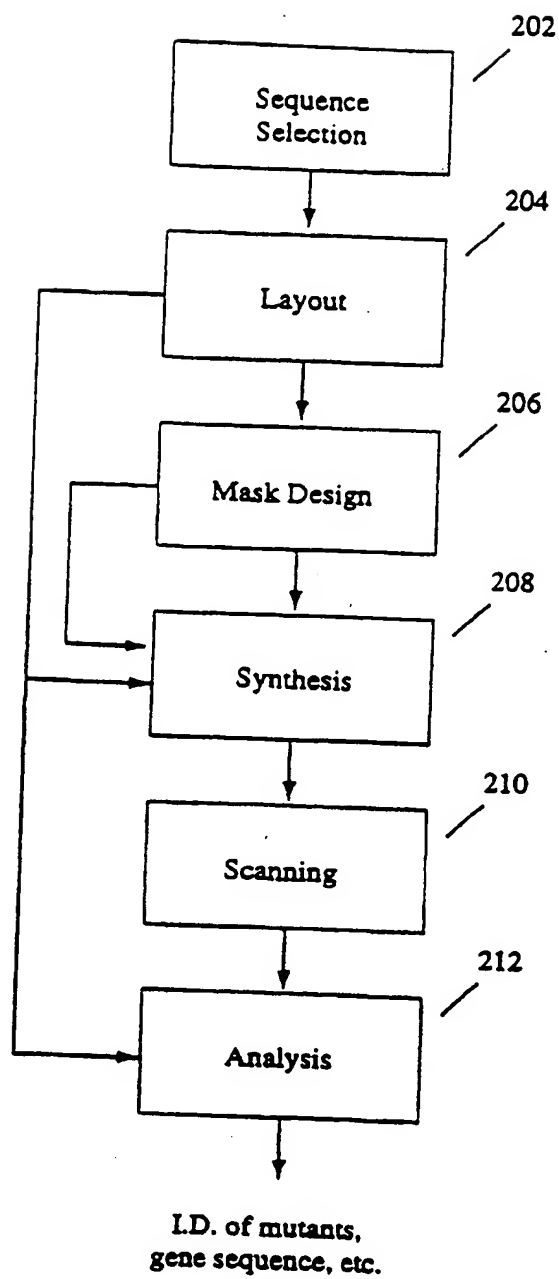 202
Sequence
Selection
204
Layout
206
Mask Design
208
Synthesis
210
Scanning
212
Analysis
I.D. of mutants,
gene sequence, etc.